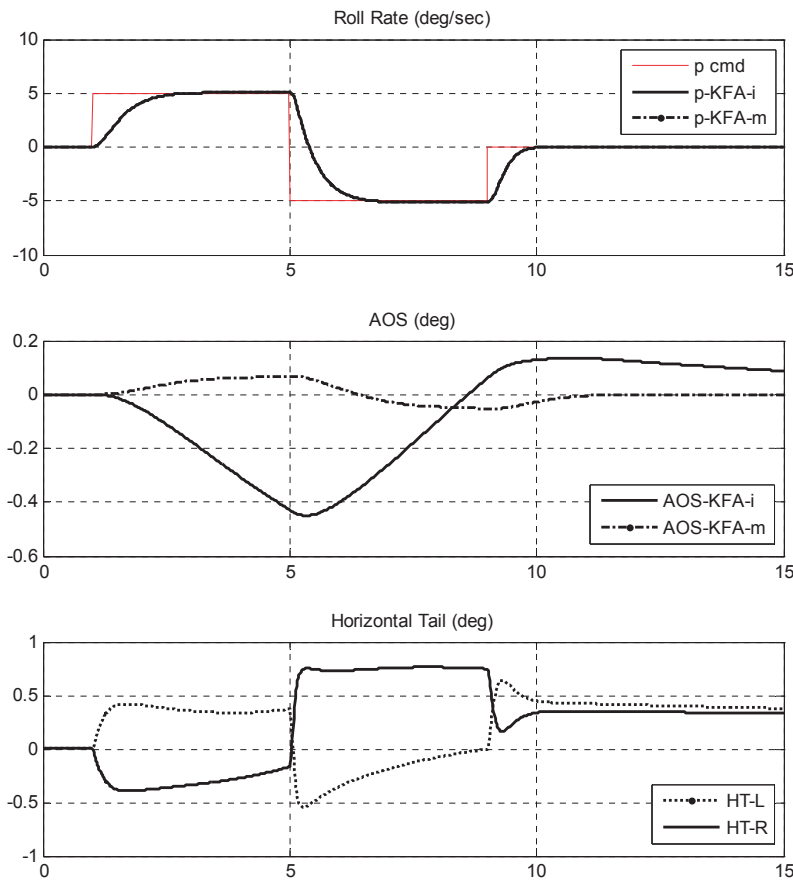 Roll Rate (deg/sec)
10
5
0
-5
-10
p cmd
p-KFA-i
p-KFA-m
0 5 10 15
AOS (deg)
0.2
0
-0.2
-0.4
-0.6
AOS-KFA-i
AOS-KFA-m
0 5 10 15
Horizontal Tail (deg)
1
0.5
0
-0.5
-1
HT-L
HT-R
0 5 10 15